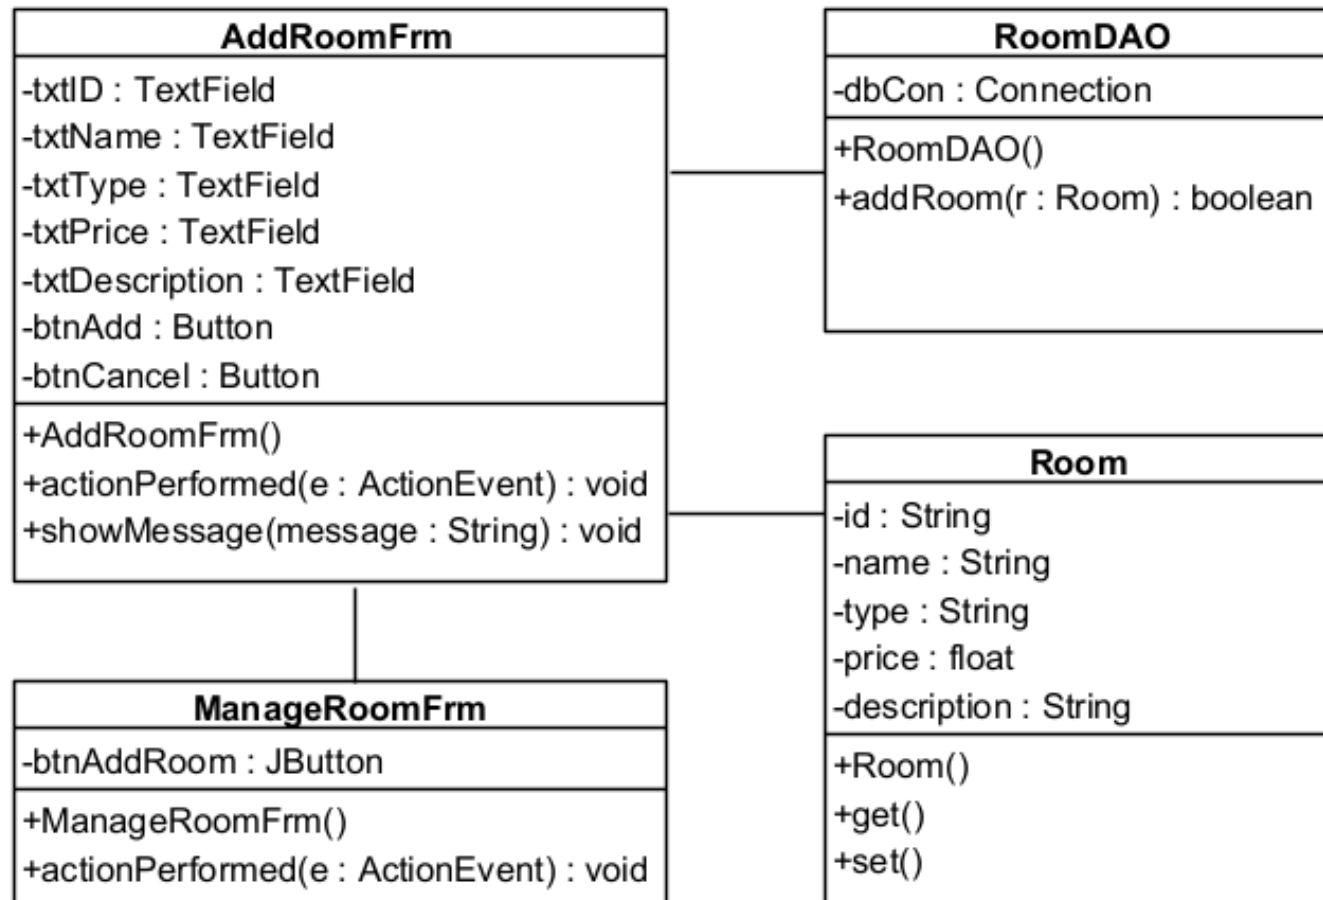 AddRoomFrm
-txtID : TextField
-txtName : TextField
-txtType : TextField
-txtPrice : TextField
-txtDescription : TextField
-btnAdd : Button
-btnCancel : Button
+AddRoomFrm()
+actionPerformed(e : ActionEvent) : void
+showMessage(message : String) : void
RoomDAO
-dbCon : Connection
+RoomDAO()
+addRoom(r : Room) : boolean
ManageRoomFrm
-btnAddRoom : JButton
+ManageRoomFrm()
+actionPerformed(e : ActionEvent) : void
Room
-id : String
-name : String
-type : String
-price : float
-description : String
+Room()
+get()
+set()